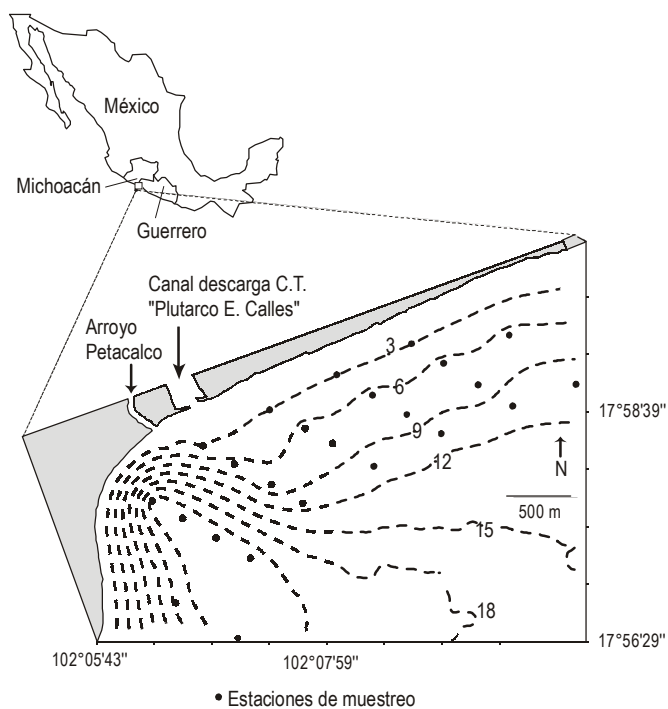 México
Michoacán
Guerrero
Canal descarga C.T.
"Plutarco E. Calles"
Arroyo
Petacalco
3
6
9
12
15
18
17°58'39"
N
500 m
17°56'29"
102°05'43"
102°07'59"
• Estaciones de muestreo